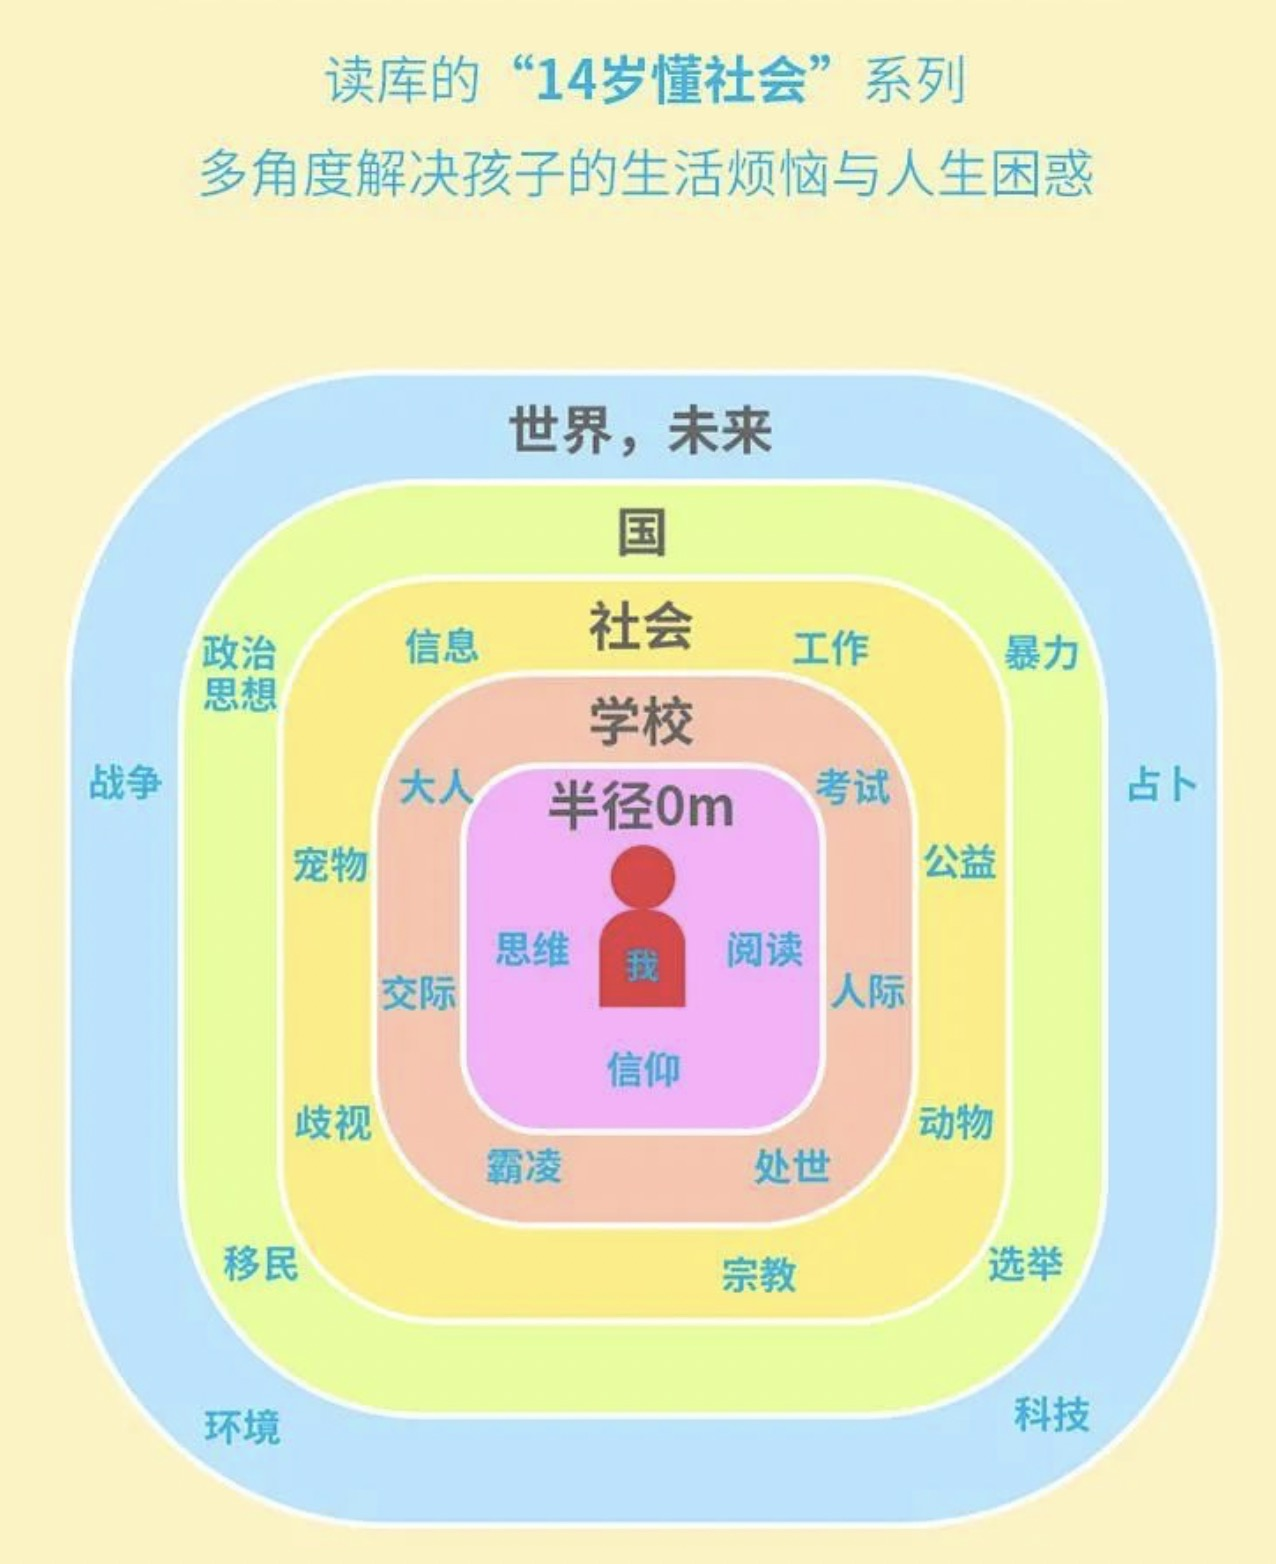 读库的“14岁懂社会”系列
多角度解决孩子的生活烦恼与人生困惑
世界，未来
国
社会
信息
工作
政治
思想
暴力
学校
战争
占卜
大人
考试
半径0m
宠物
公益
思维
我
阅读
交际
人际
信仰
歧视
动物
霸凌
处世
移民
选举
宗教
环境
科技